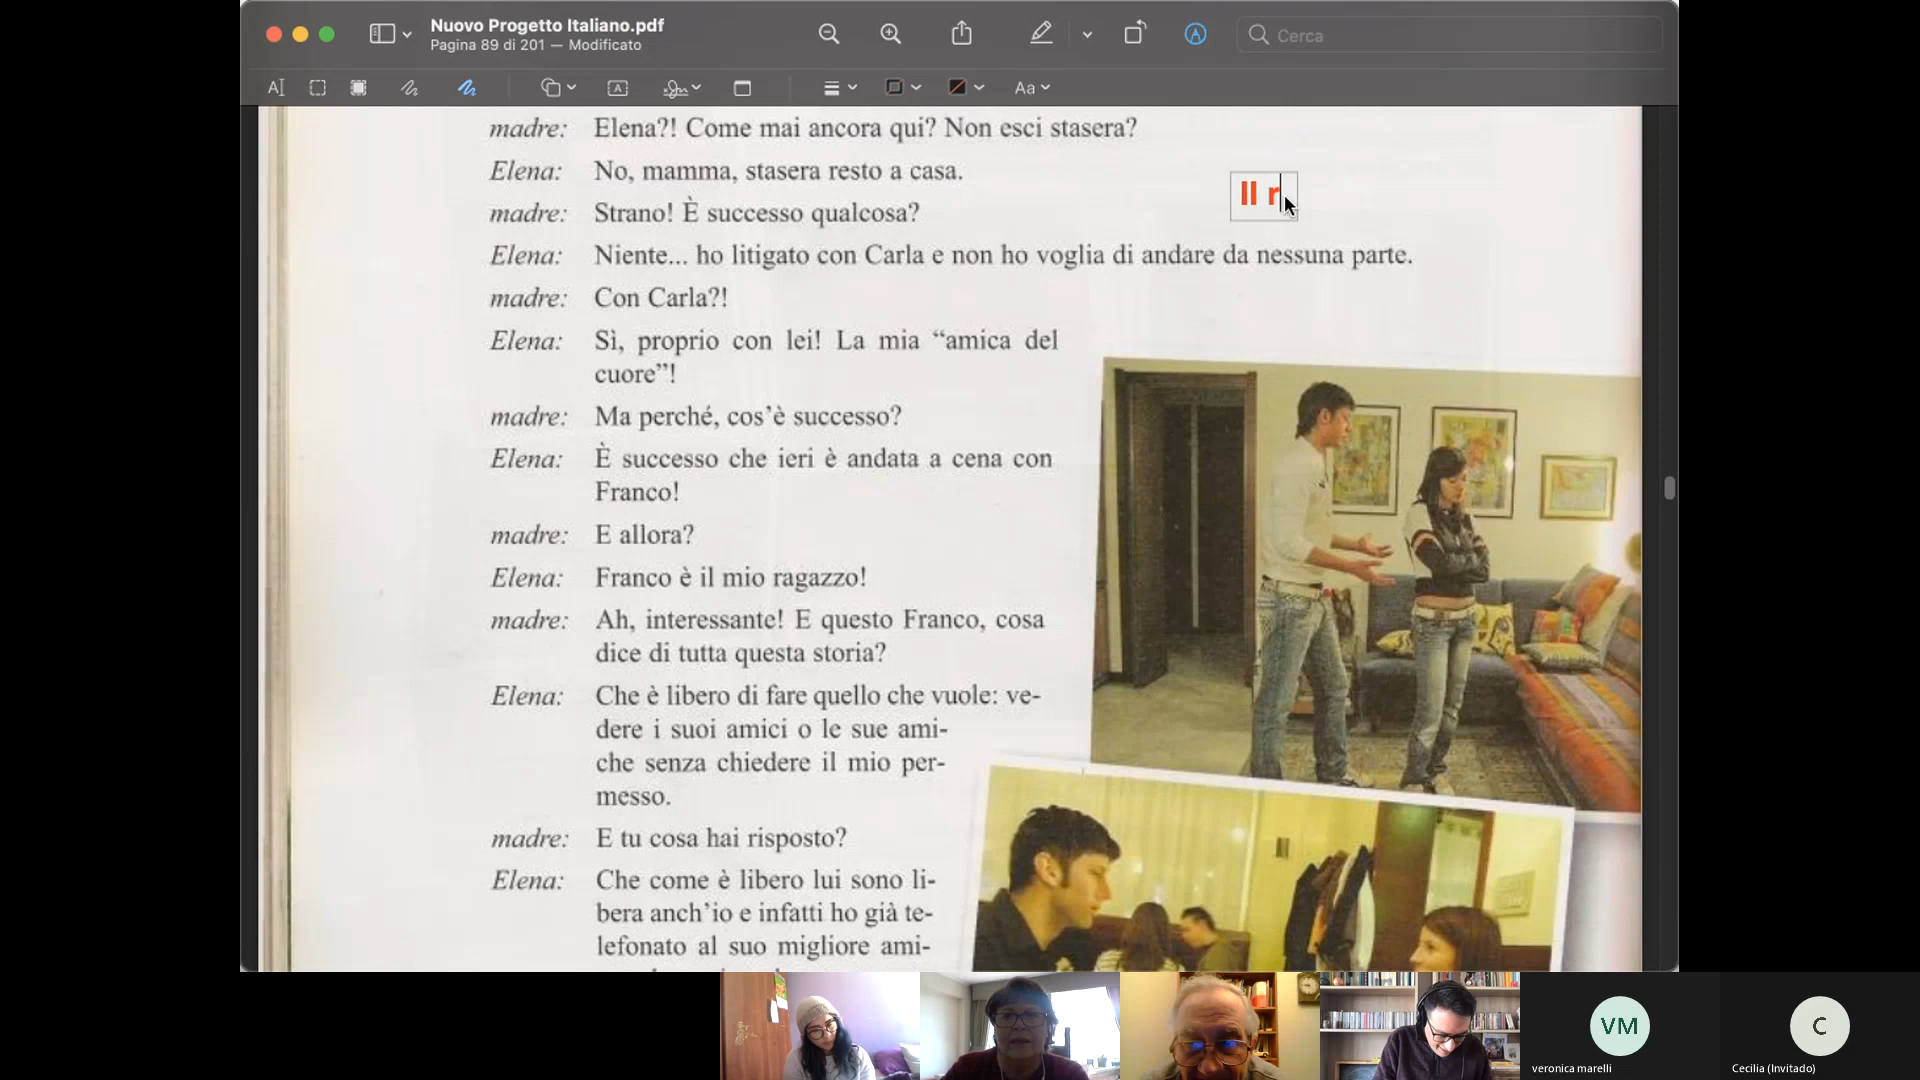 Nuovo Progetto Italiano.pdf
Pagina 89 di 201 — Modificato
Cerca
Aa
madre: Elena?! Come mai ancora qui? Non esci stasera?
Elena: No, mamma, stasera resto a casa.
Il r
madre: Strano! È successo qualcosa?
Elena: Niente... ho litigato con Carla e non ho voglia di andare da nessuna parte.
madre: Con Carla?!
Elena: Sì, proprio con lei! La mia “amica del
cuore”!
madre: Ma perché, cos’è successo?
Elena: È successo che ieri è andata a cena con
Franco!
madre: E allora?
Elena: Franco è il mio ragazzo!
madre: Ah, interessante! E questo Franco, cosa
dice di tutta questa storia?
Elena: Che è libero di fare quello che vuole: ve-
dere i suoi amici o le sue ami-
che senza chiedere il mio per-
messo.
madre: E tu cosa hai risposto?
Elena: Che come è libero lui sono li-
bera anch’io e infatti ho già te-
lefonato al suo migliore ami-
VM
veronica marelli
C
Cecilia (Invitado)